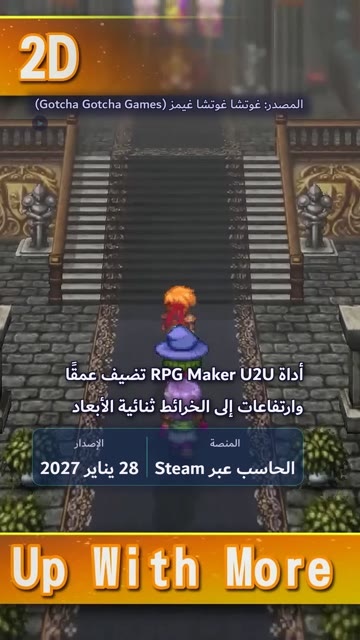 2D
المصدر: غوتشا غوتشا غيمز (Gotcha Gotcha Games)
أداة RPG Maker U2U تضيف عمقًا
وارتفاعات إلى الخرائط ثنائية الأبعاد
المنصة
الحاسب عبر Steam
الإصدار
28 يناير 2027
Up With More